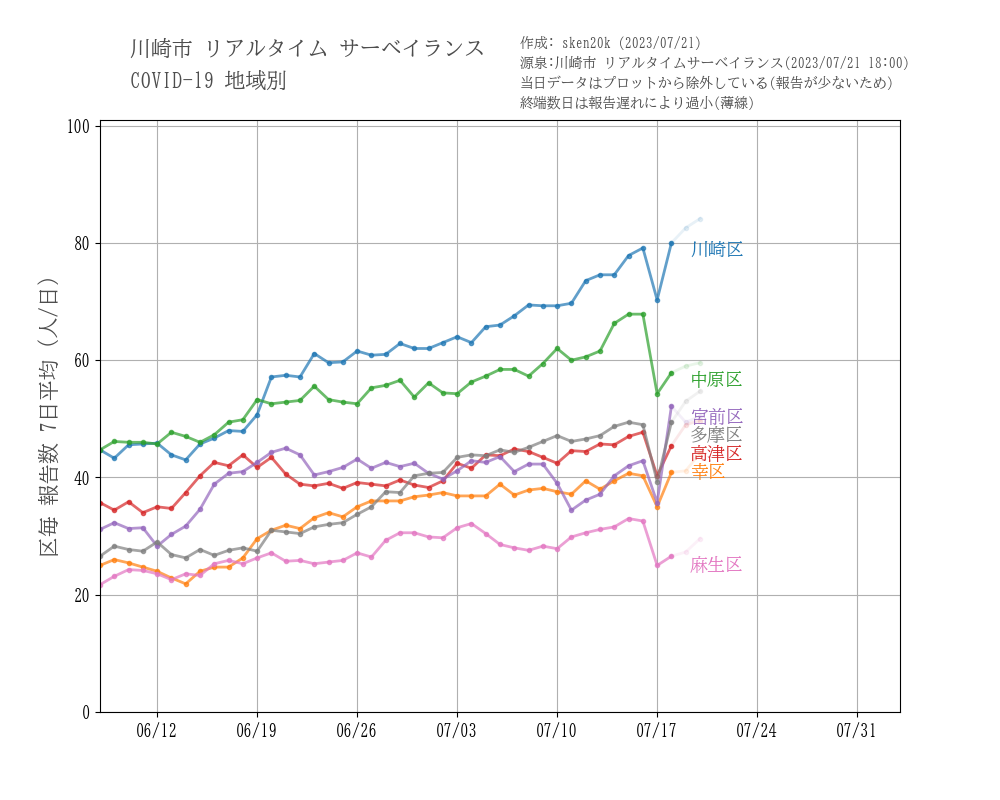 川崎市 リアルタイム サーベイランス
COVID-19 地域別
作成: sken20k (2023/07/21)
源泉:川崎市 リアルタイムサーベイランス(2023/07/21 18:00)
当日データはプロットから除外している(報告が少ないため)
終端数日は報告遅れにより過小(薄線)
区毎 報告数 7日平均 (人/日)
100
80
60
40
20
0
川崎区
中原区
宮前区
多摩区
高津区
幸区
麻生区
06/12 06/19 06/26 07/03 07/10 07/17 07/24 07/31